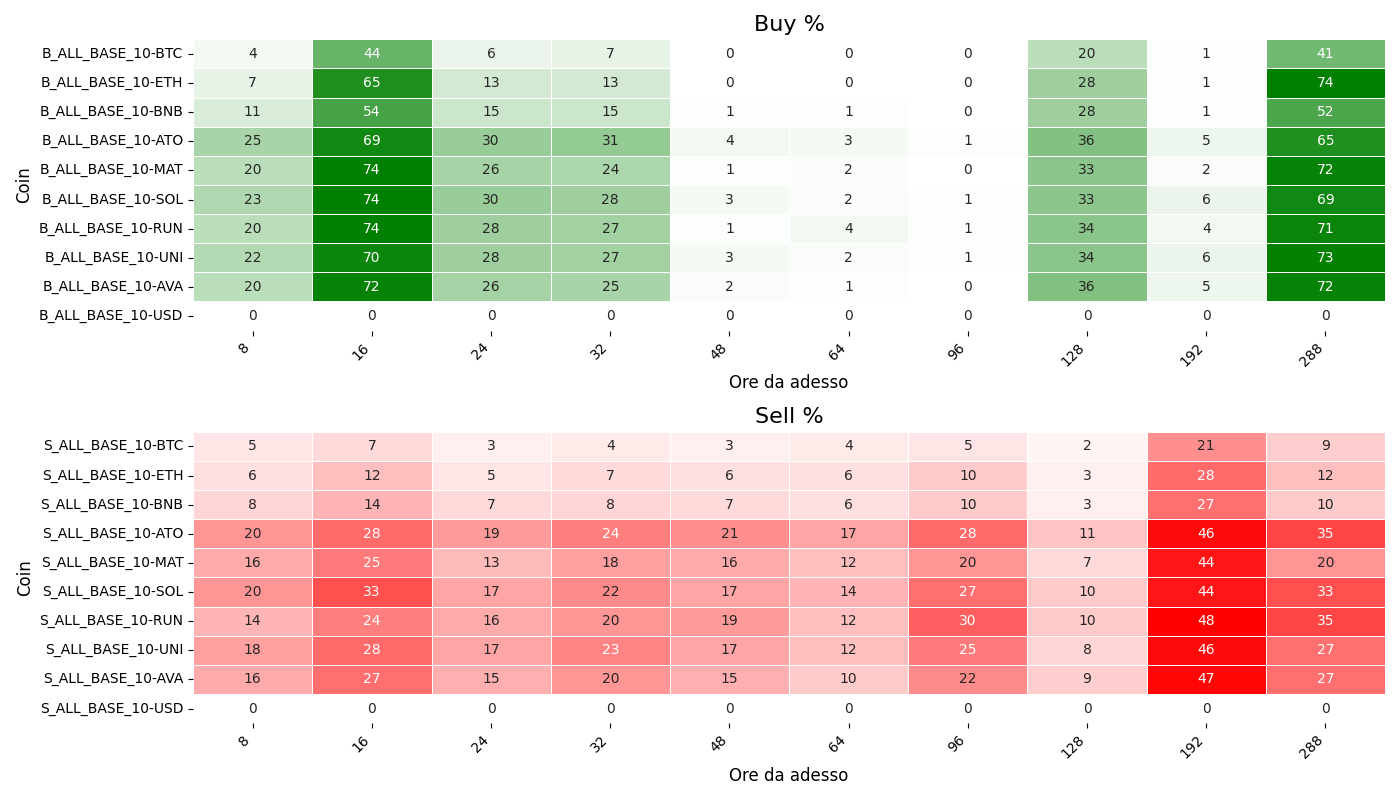 Buy %
B_ALL_BASE_10-BTC 4 44 6 7 0 0 0 20 1 41
B_ALL_BASE_10-ETH 7 65 13 13 0 0 0 28 1 74
B_ALL_BASE_10-BNB 11 54 15 15 1 1 0 28 1 52
B_ALL_BASE_10-ATO 25 69 30 31 4 3 1 36 5 65
B_ALL_BASE_10-MAT 20 74 26 24 1 2 0 33 2 72
B_ALL_BASE_10-SOL 23 74 30 28 3 2 1 33 6 69
B_ALL_BASE_10-RUN 20 74 28 27 1 4 1 34 4 71
B_ALL_BASE_10-UNI 22 70 28 27 3 2 1 34 6 73
B_ALL_BASE_10-AVA 20 72 26 25 2 1 0 36 5 72
B_ALL_BASE_10-USD 0 0 0 0 0 0 0 0 0 0
Coin
8 16 24 32 48 64 96 128 192 288
Ore da adesso
Sell %
S_ALL_BASE_10-BTC 5 7 3 4 3 4 5 2 21 9
S_ALL_BASE_10-ETH 6 12 5 7 6 6 10 3 28 12
S_ALL_BASE_10-BNB 8 14 7 8 7 6 10 3 27 10
S_ALL_BASE_10-ATO 20 28 19 24 21 17 28 11 46 35
S_ALL_BASE_10-MAT 16 25 13 18 16 12 20 7 44 20
S_ALL_BASE_10-SOL 20 33 17 22 17 14 27 10 44 33
S_ALL_BASE_10-RUN 14 24 16 20 19 12 30 10 48 35
S_ALL_BASE_10-UNI 18 28 17 23 17 12 25 8 46 27
S_ALL_BASE_10-AVA 16 27 15 20 15 10 22 9 47 27
S_ALL_BASE_10-USD 0 0 0 0 0 0 0 0 0 0
Coin
8 16 24 32 48 64 96 128 192 288
Ore da adesso